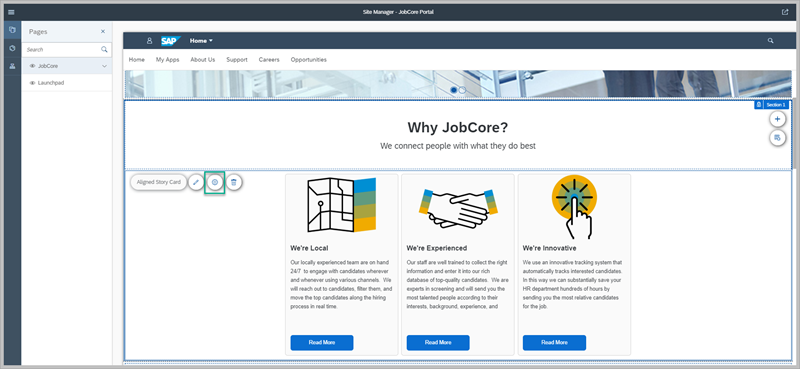 Site Manager - JobCore Portal
Pages
Search
JobCore
Launchpad
SAP
Home
Home My Apps About Us Support Careers Opportunities
Section 1
Why JobCore?
We connect people with what they do best
Aligned Story Card
We're Local
Our locally experienced team are on hand
24/7 to engage with candidates wherever
and whenever using various channels. We
will reach out to candidates, filter them, and
move the top candidates along the hiring
process in real time.
Read More
We're Experienced
Our staff are well trained to collect the right
information and enter it into our rich
database of top-quality candidates. We are
experts in screening and will send you the
most talented people according to their
interests, background, experience, and
Read More
We're Innovative
We use an innovative tracking system that
automatically tracks interested candidates.
In this way we can substantially save your
HR department hundreds of hours by
sending you the most relative candidates
for the job.
Read More